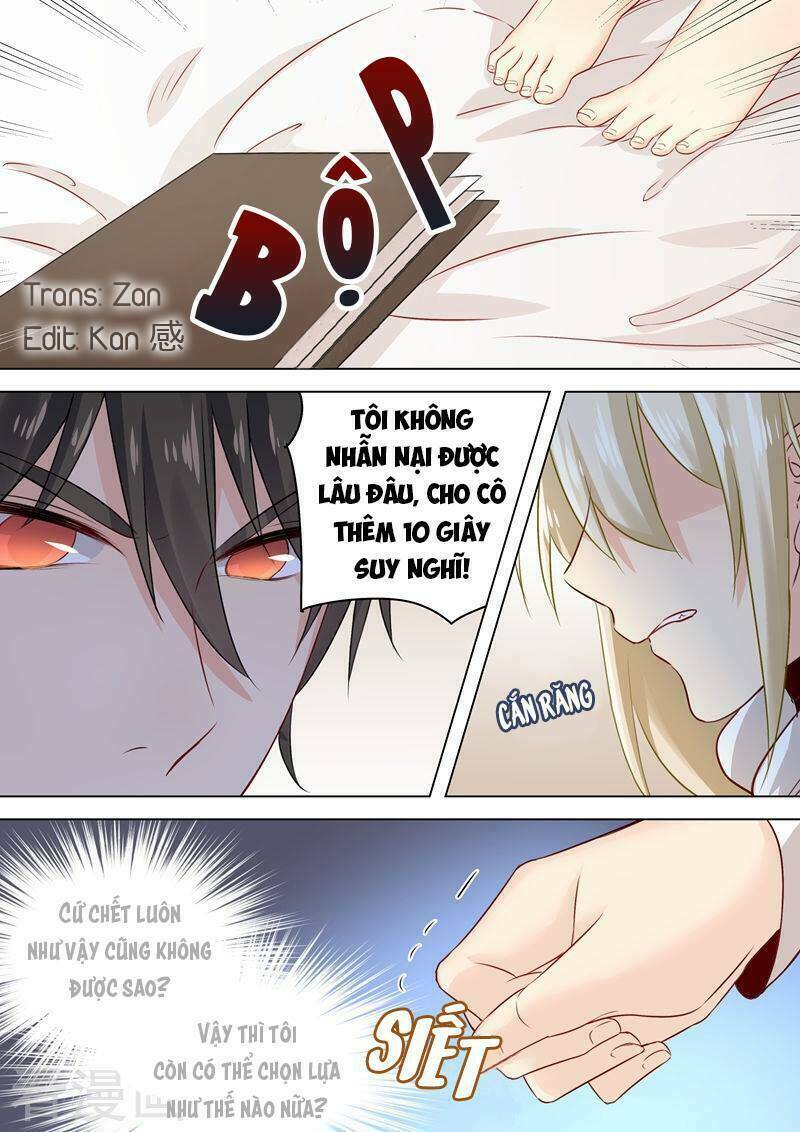 BỘP
Trans: Zan
Edit: Kan 感
TÔI KHÔNG
NHẪN NẠI ĐƯỢC
LÂU ĐÂU, CHO CÔ
THÊM 10 GIÂY
SUY NGHĨ!
CẮN RĂNG
CỨ CHẾT LUÔN
NHƯ VẬY CŨNG KHÔNG
ĐƯỢC SAO?
VẬY THÌ TÔI
CÒN CÓ THỂ CHỌN LỰA
NHƯ THẾ NÀO NỮA?
SIẾT